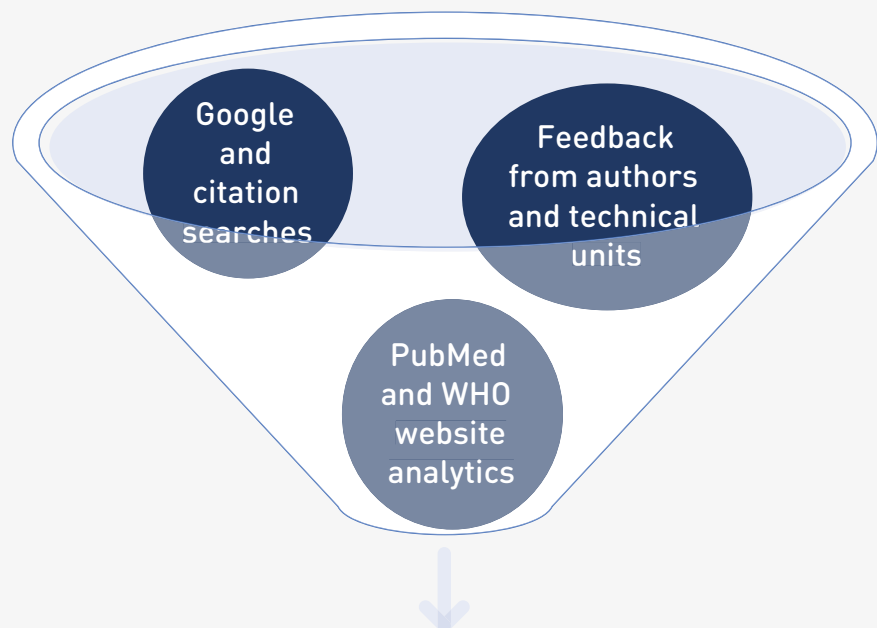 Google
and
citation
searches
Feedback
from authors
and technical
units
PubMed
and WHO
website
analytics